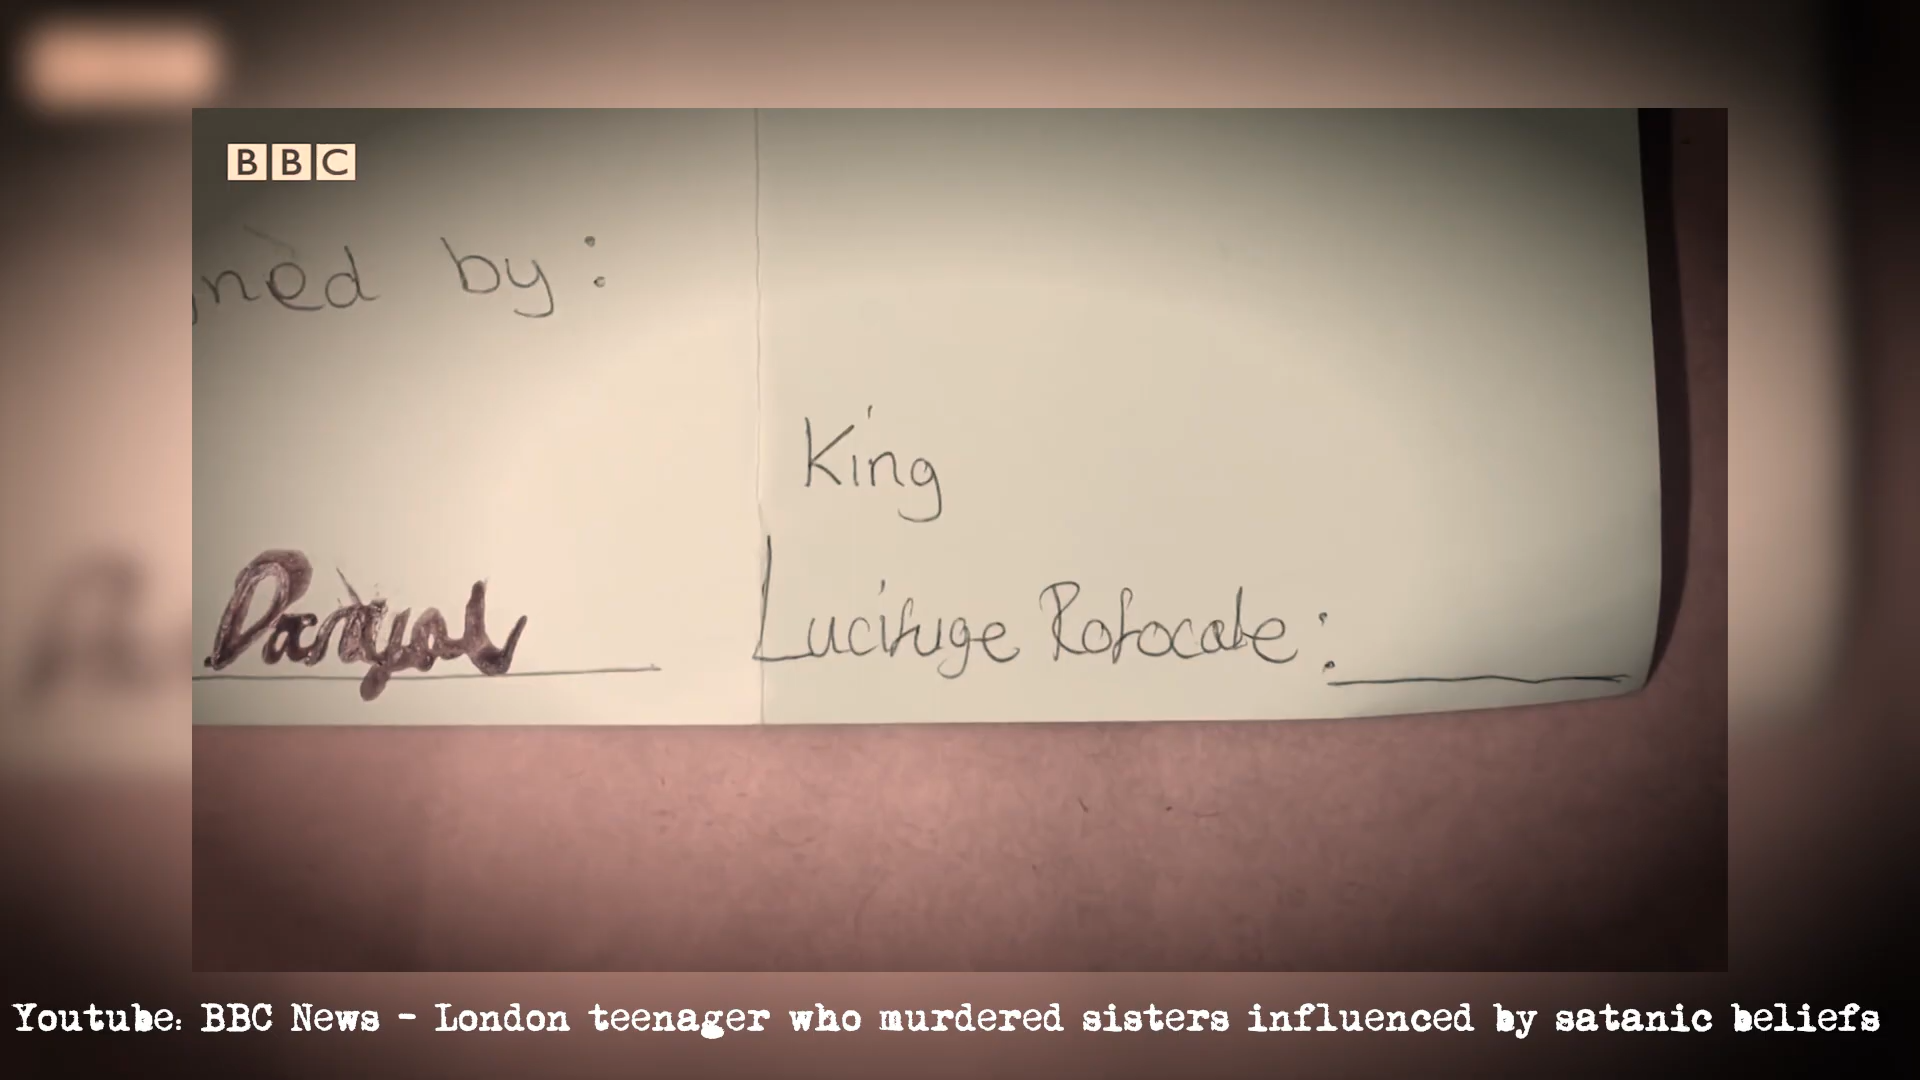 BBC
ned by:
King
Danyal
Lucifuge Rofocale:
Youtube: BBC News - London teenager who murdered sisters influenced by satanic beliefs